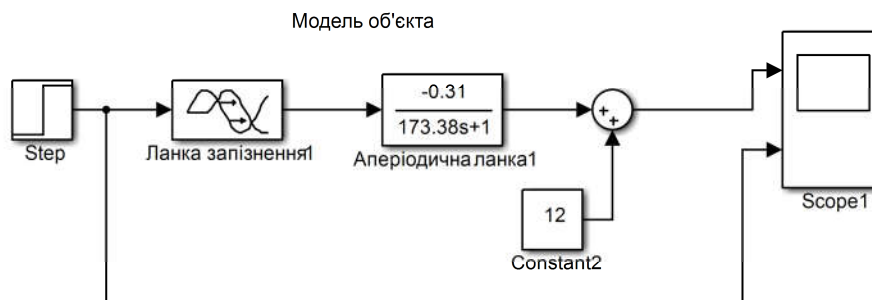 Модель об'єкта
-0.31
173.38s+1
Step
Ланка запізнення1
Аперіодична ланка1
+
+
12
Constant2
Scope1